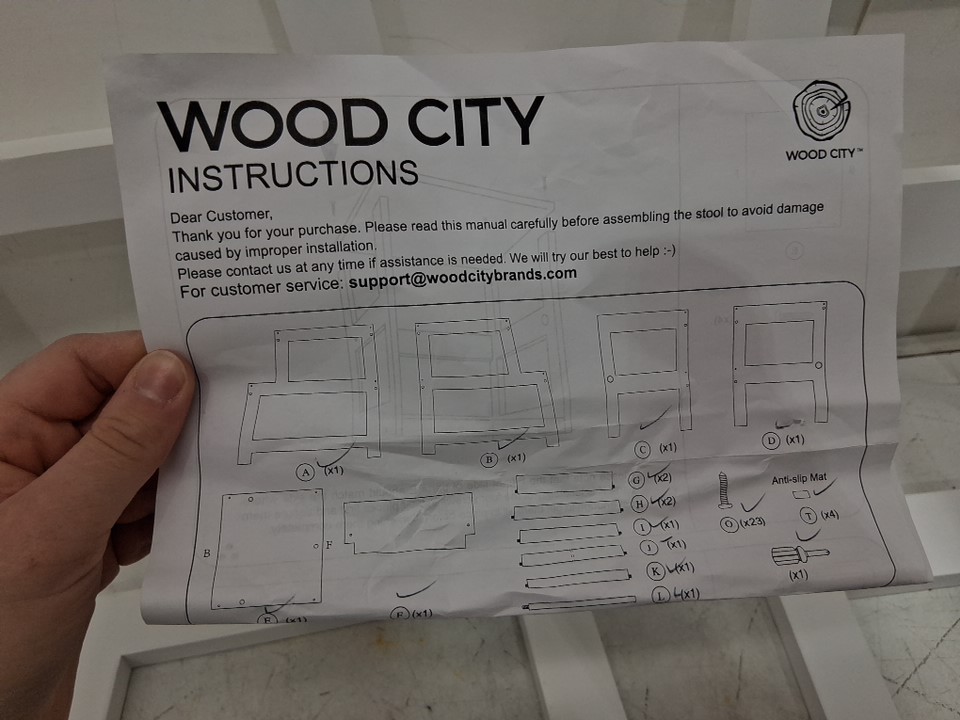 WOOD CITY
INSTRUCTIONS
WOOD CITY™
Dear Customer,
Thank you for your purchase. Please read this manual carefully before assembling the stool to avoid damage
caused by improper installation.
Please contact us at any time if assistance is needed. We will try our best to help :-)
For customer service: support@woodcitybrands.com
A (x1)
B (x1)
C (x1)
D (x1)
B
F
E (x1)
F (x1)
G (x2)
H (x2)
I (x1)
J (x1)
K (x1)
L (x1)
O (x23)
Anti-slip Mat
T (x4)
(x1)